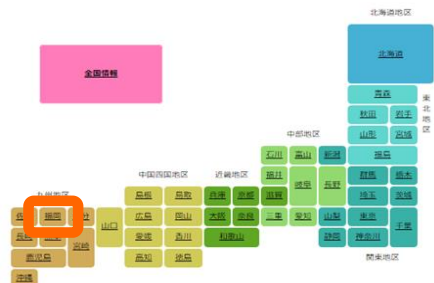 北海道地区
北海道
全国情報
青森
東北地区
秋田 岩手
山形 宮城
中部地区
石川 富山 新潟 福島
中国四国地区 近畿地区
福井 岐阜 長野 群馬 栃木
九州地区
島根 鳥取 兵庫 京都 滋賀 埼玉 茨城
福岡 山口 広島 岡山 大阪 奈良 三重 愛知 山梨 東京 千葉
宮崎 愛媛 香川 和歌山 静岡 神奈川
鹿児島 高知 徳島 関東地区
沖縄